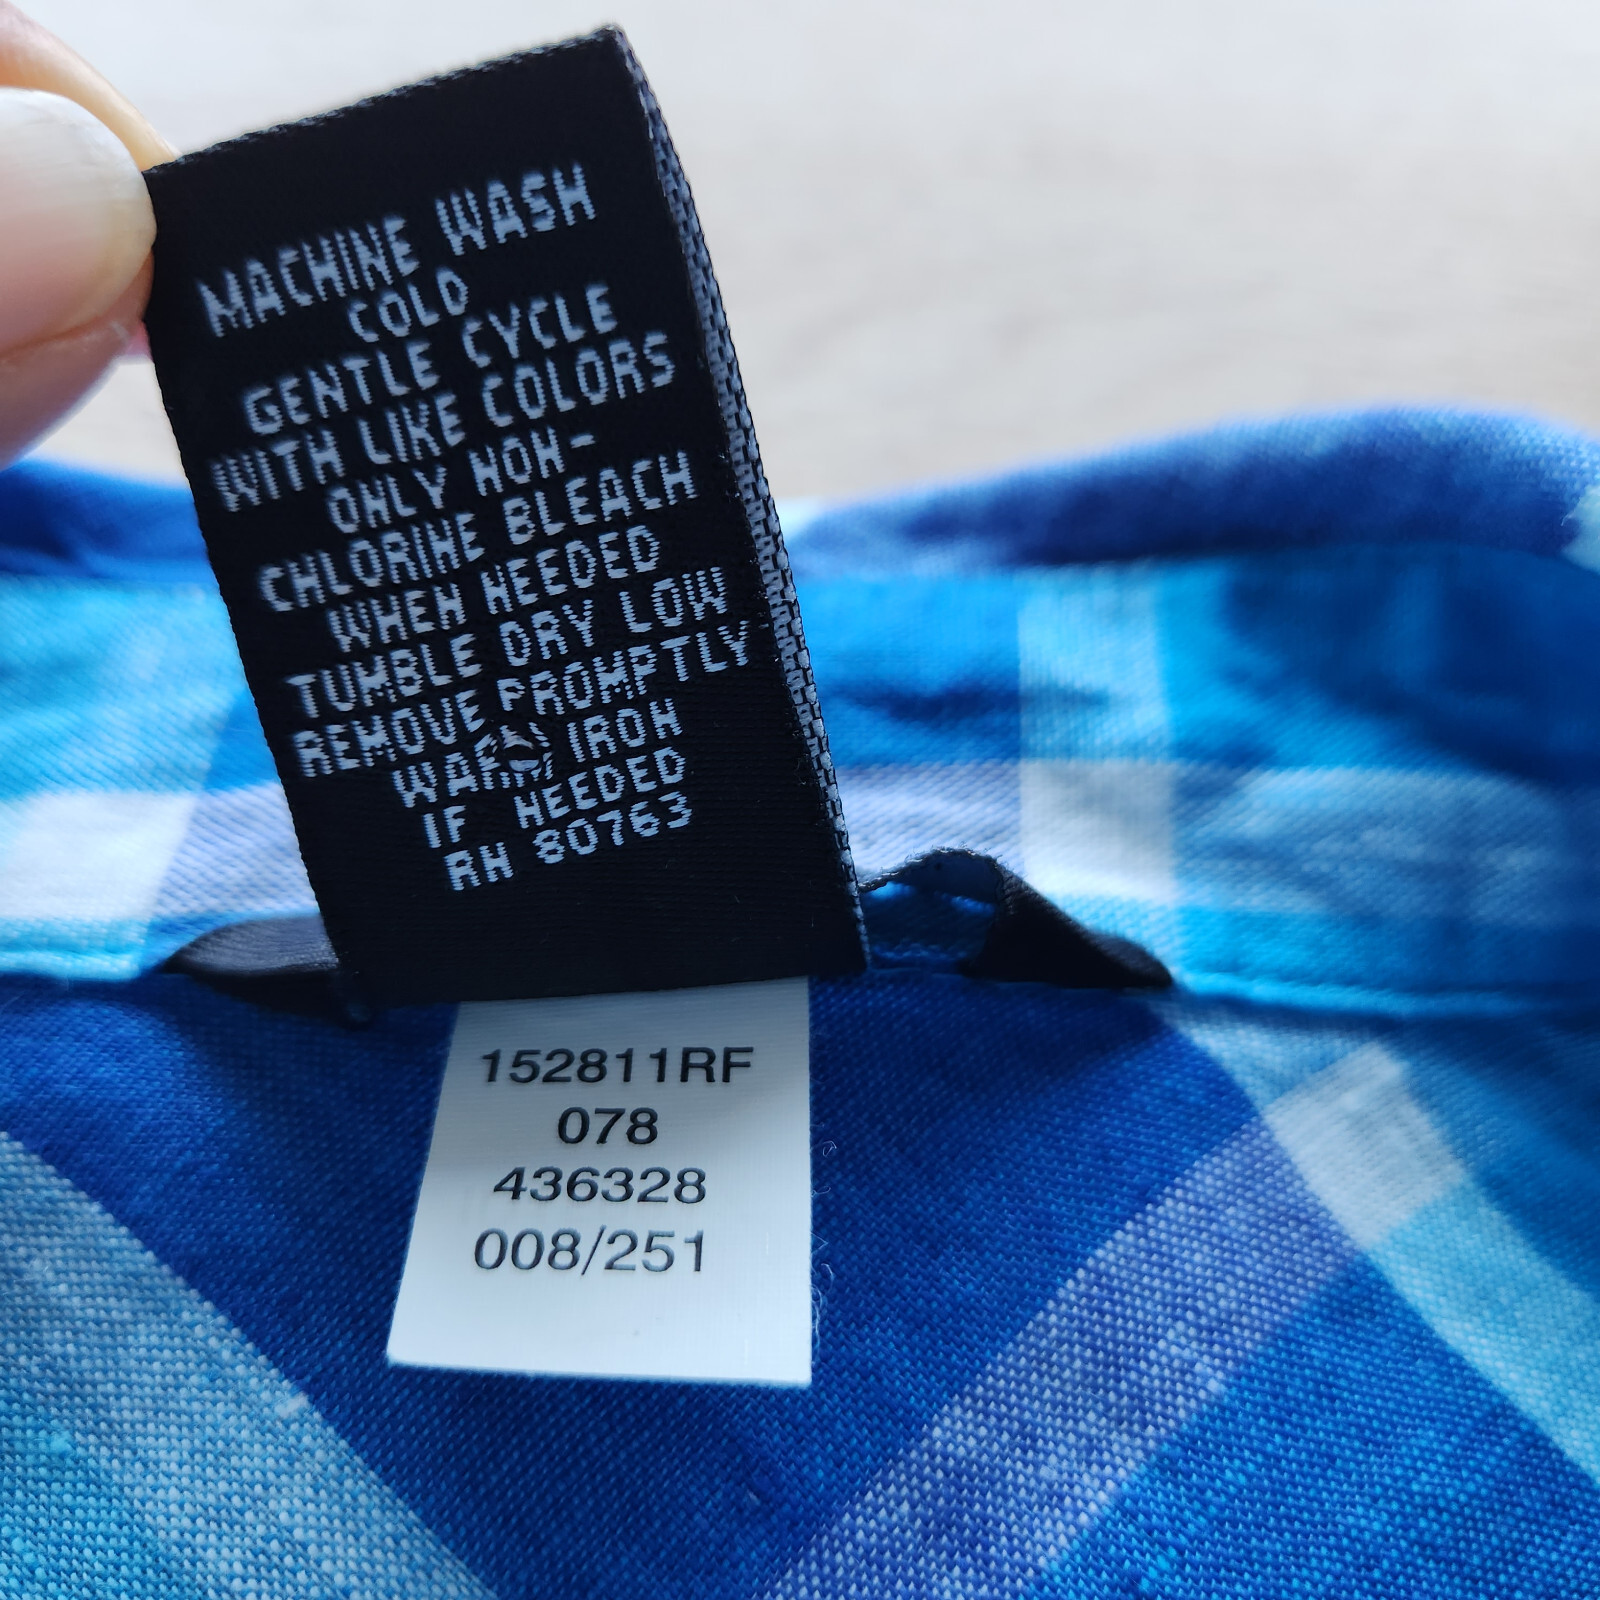 MACHINE WASH
COLD
GENTLE CYCLE
WITH LIKE COLORS
ONLY NON-
CHLORINE BLEACH
WHEN NEEDED
TUMBLE DRY LOW
REMOVE PROMPTLY
WARM IRON
IF NEEDED
RN 80763
152811RF
078
436328
008/251